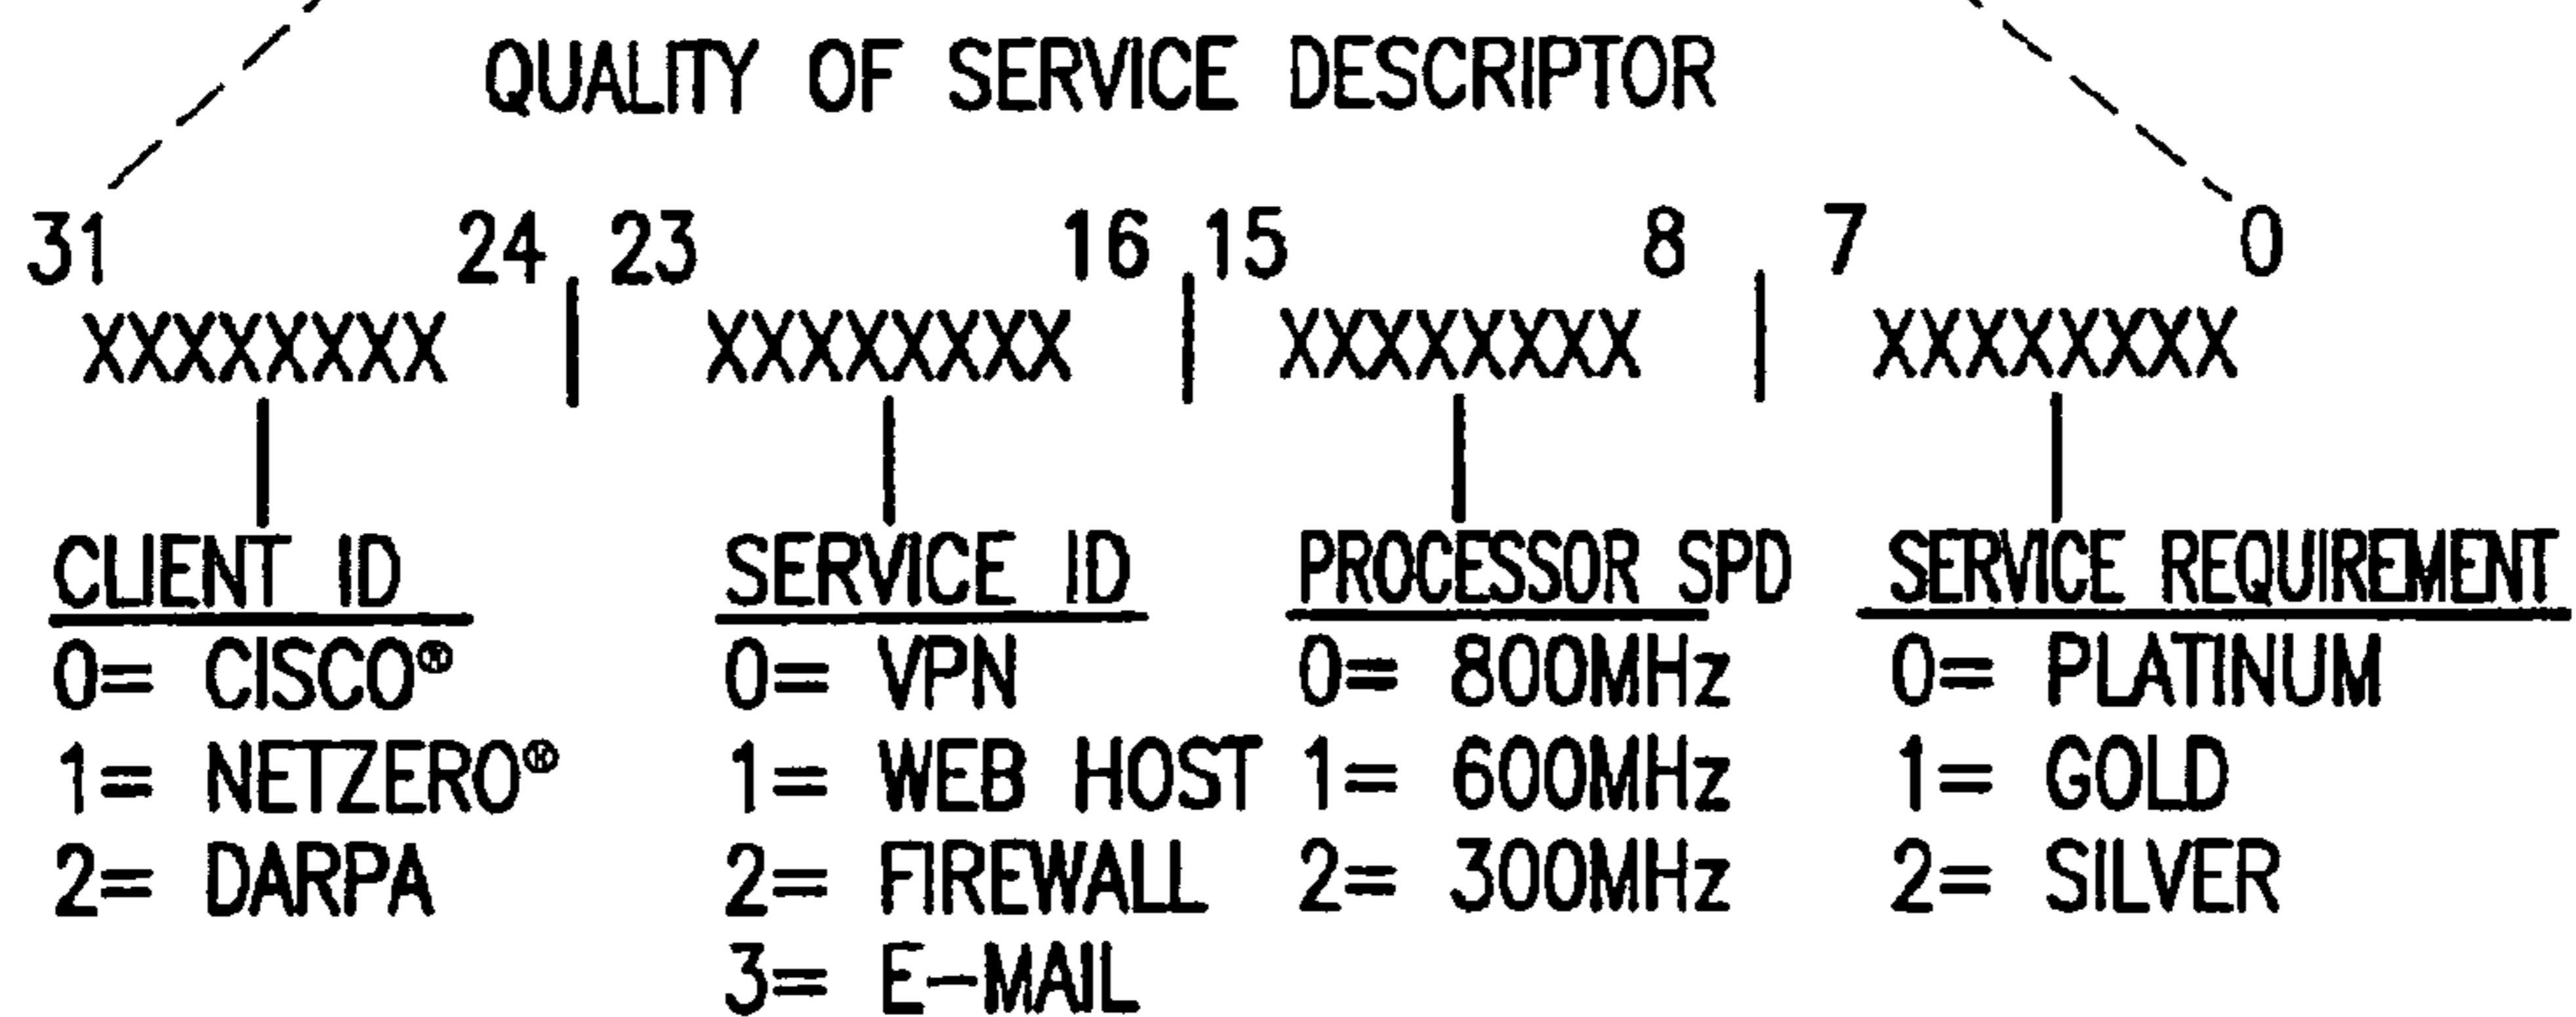 QUALITY OF SERVICE DESCRIPTOR
31 24 23 16 15 8 7 0
XXXXXXXX | XXXXXXXX | XXXXXXXX | XXXXXXXX
CLIENT ID SERVICE ID PROCESSOR SPD SERVICE REQUIREMENT
0= CISCO® 0= VPN 0= 800MHz 0= PLATINUM
1= NETZERO® 1= WEB HOST 1= 600MHz 1= GOLD
2= DARPA 2= FIREWALL 2= 300MHz 2= SILVER
3= E-MAIL